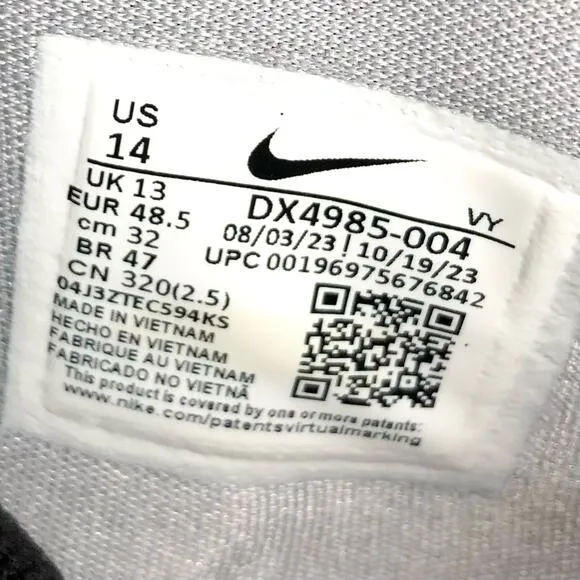 US
14
UK 13
EUR 48.5
cm 32
BR 47
CN 320(2.5)
VY
DX4985-004
08/03/23 | 10/19/23
UPC 00196975676842
04J3ZTEC594KS
MADE IN VIETNAM
HECHO EN VIETNAM
FABRIQUE AU VIETNAM
FABRICADO NO VIETNÃ
This product is covered by one or more patents:
www.nike.com/patentsvirtualmarking